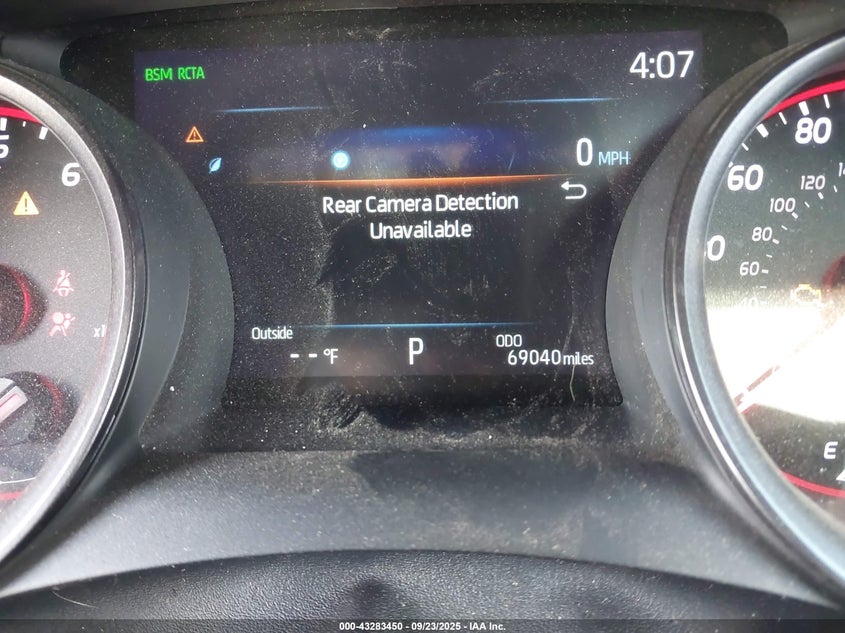 BSM RCTA
4:07
0 MPH
Rear Camera Detection
Unavailable
Outside
-- °F
P
ODO
69040 miles
6
80
60
120
100
80
60
40
E
000-43283450 - 09/23/2025 - IAA Inc.